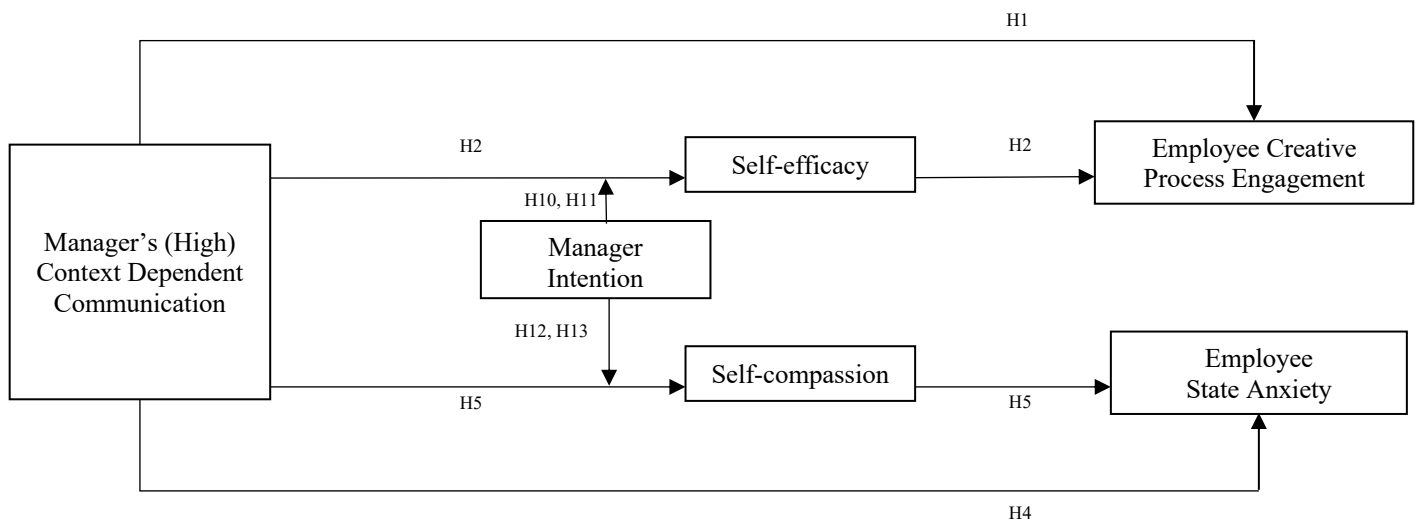 H1
H2
H2
Self-efficacy
Employee Creative
Process Engagement
H10, H11
Manager’s (High)
Context Dependent
Communication
Manager
Intention
H12, H13
Self-compassion
Employee
State Anxiety
H5
H5
H4